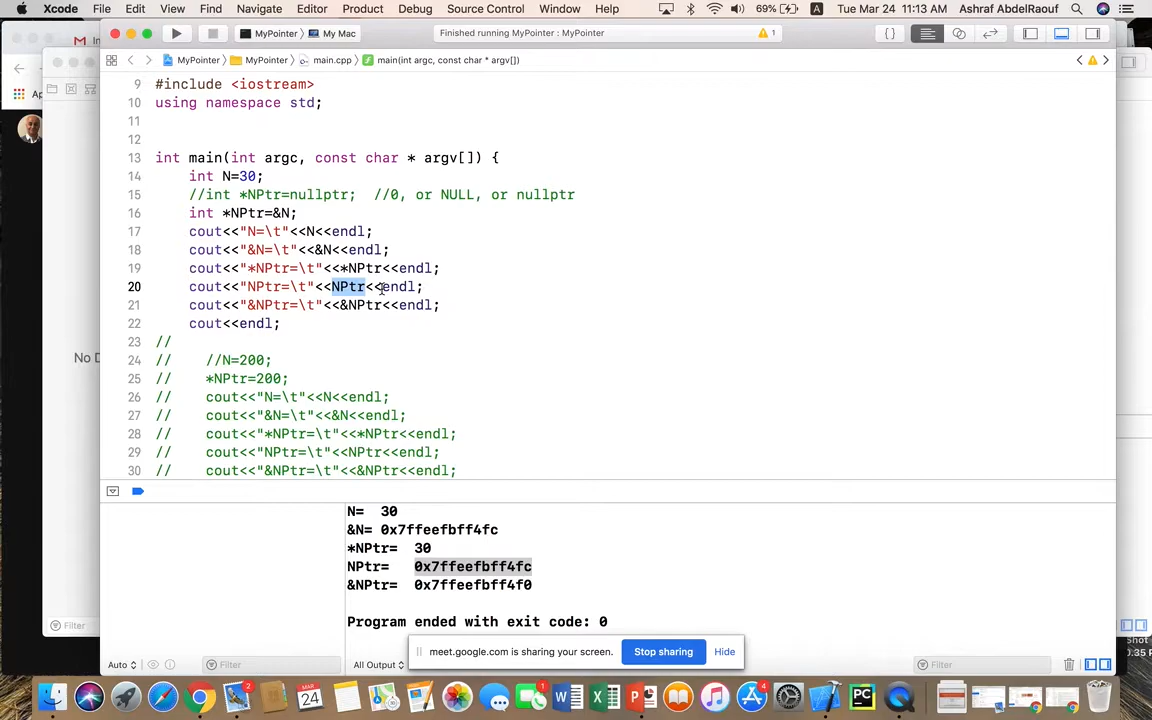 Xcode File Edit View Find Navigate Editor Product Debug Source Control Window Help 69% A Tue Mar 24 11:13 AM Ashraf AbdelRaouf
MyPointer My Mac Finished running MyPointer : MyPointer 1 { }
MyPointer MyPointer main.cpp main(int argc, const char * argv[])
9 #include <iostream>
10 using namespace std;
11
12
13 int main(int argc, const char * argv[]) {
14 int N=30;
15 //int *NPtr=nullptr; //0, or NULL, or nullptr
16 int *NPtr=&N;
17 cout<<"N=\t"<<N<<endl;
18 cout<<"&N=\t"<<&N<<endl;
19 cout<<"*NPtr=\t"<<*NPtr<<endl;
20 cout<<"NPtr=\t"<<NPtr<<endl;
21 cout<<"&NPtr=\t"<<&NPtr<<endl;
22 cout<<endl;
23 //
24 // //N=200;
25 // *NPtr=200;
26 // cout<<"N=\t"<<N<<endl;
27 // cout<<"&N=\t"<<&N<<endl;
28 // cout<<"*NPtr=\t"<<*NPtr<<endl;
29 // cout<<"NPtr=\t"<<NPtr<<endl;
30 // cout<<"&NPtr=\t"<<&NPtr<<endl;
No D
N= 30
&N= 0x7ffeefbff4fc
*NPtr= 30
NPtr= 0x7ffeefbff4fc
&NPtr= 0x7ffeefbff4f0
Program ended with exit code: 0
Filter
meet.google.com is sharing your screen. Stop sharing Hide
Auto Filter All Output Filter
Shot
0.35 P